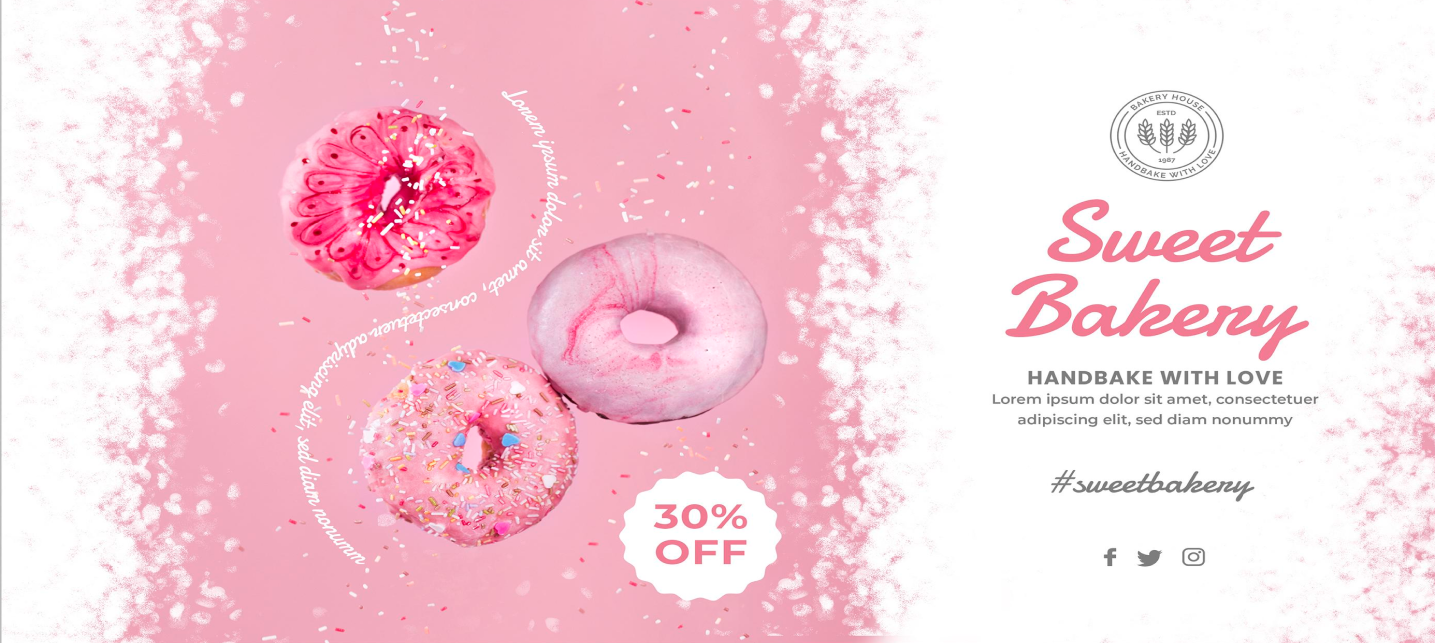 Lorem ipsum dolor sit amet, consectetuer adipiscing elit, sed diam nonumm
30%
OFF
BAKERY HOUSE
ESTD
1987
HANDBAKE WITH LOVE
Sweet
Bakery
HANDBAKE WITH LOVE
Lorem ipsum dolor sit amet, consectetuer
adipiscing elit, sed diam nonummy
#sweetbakery